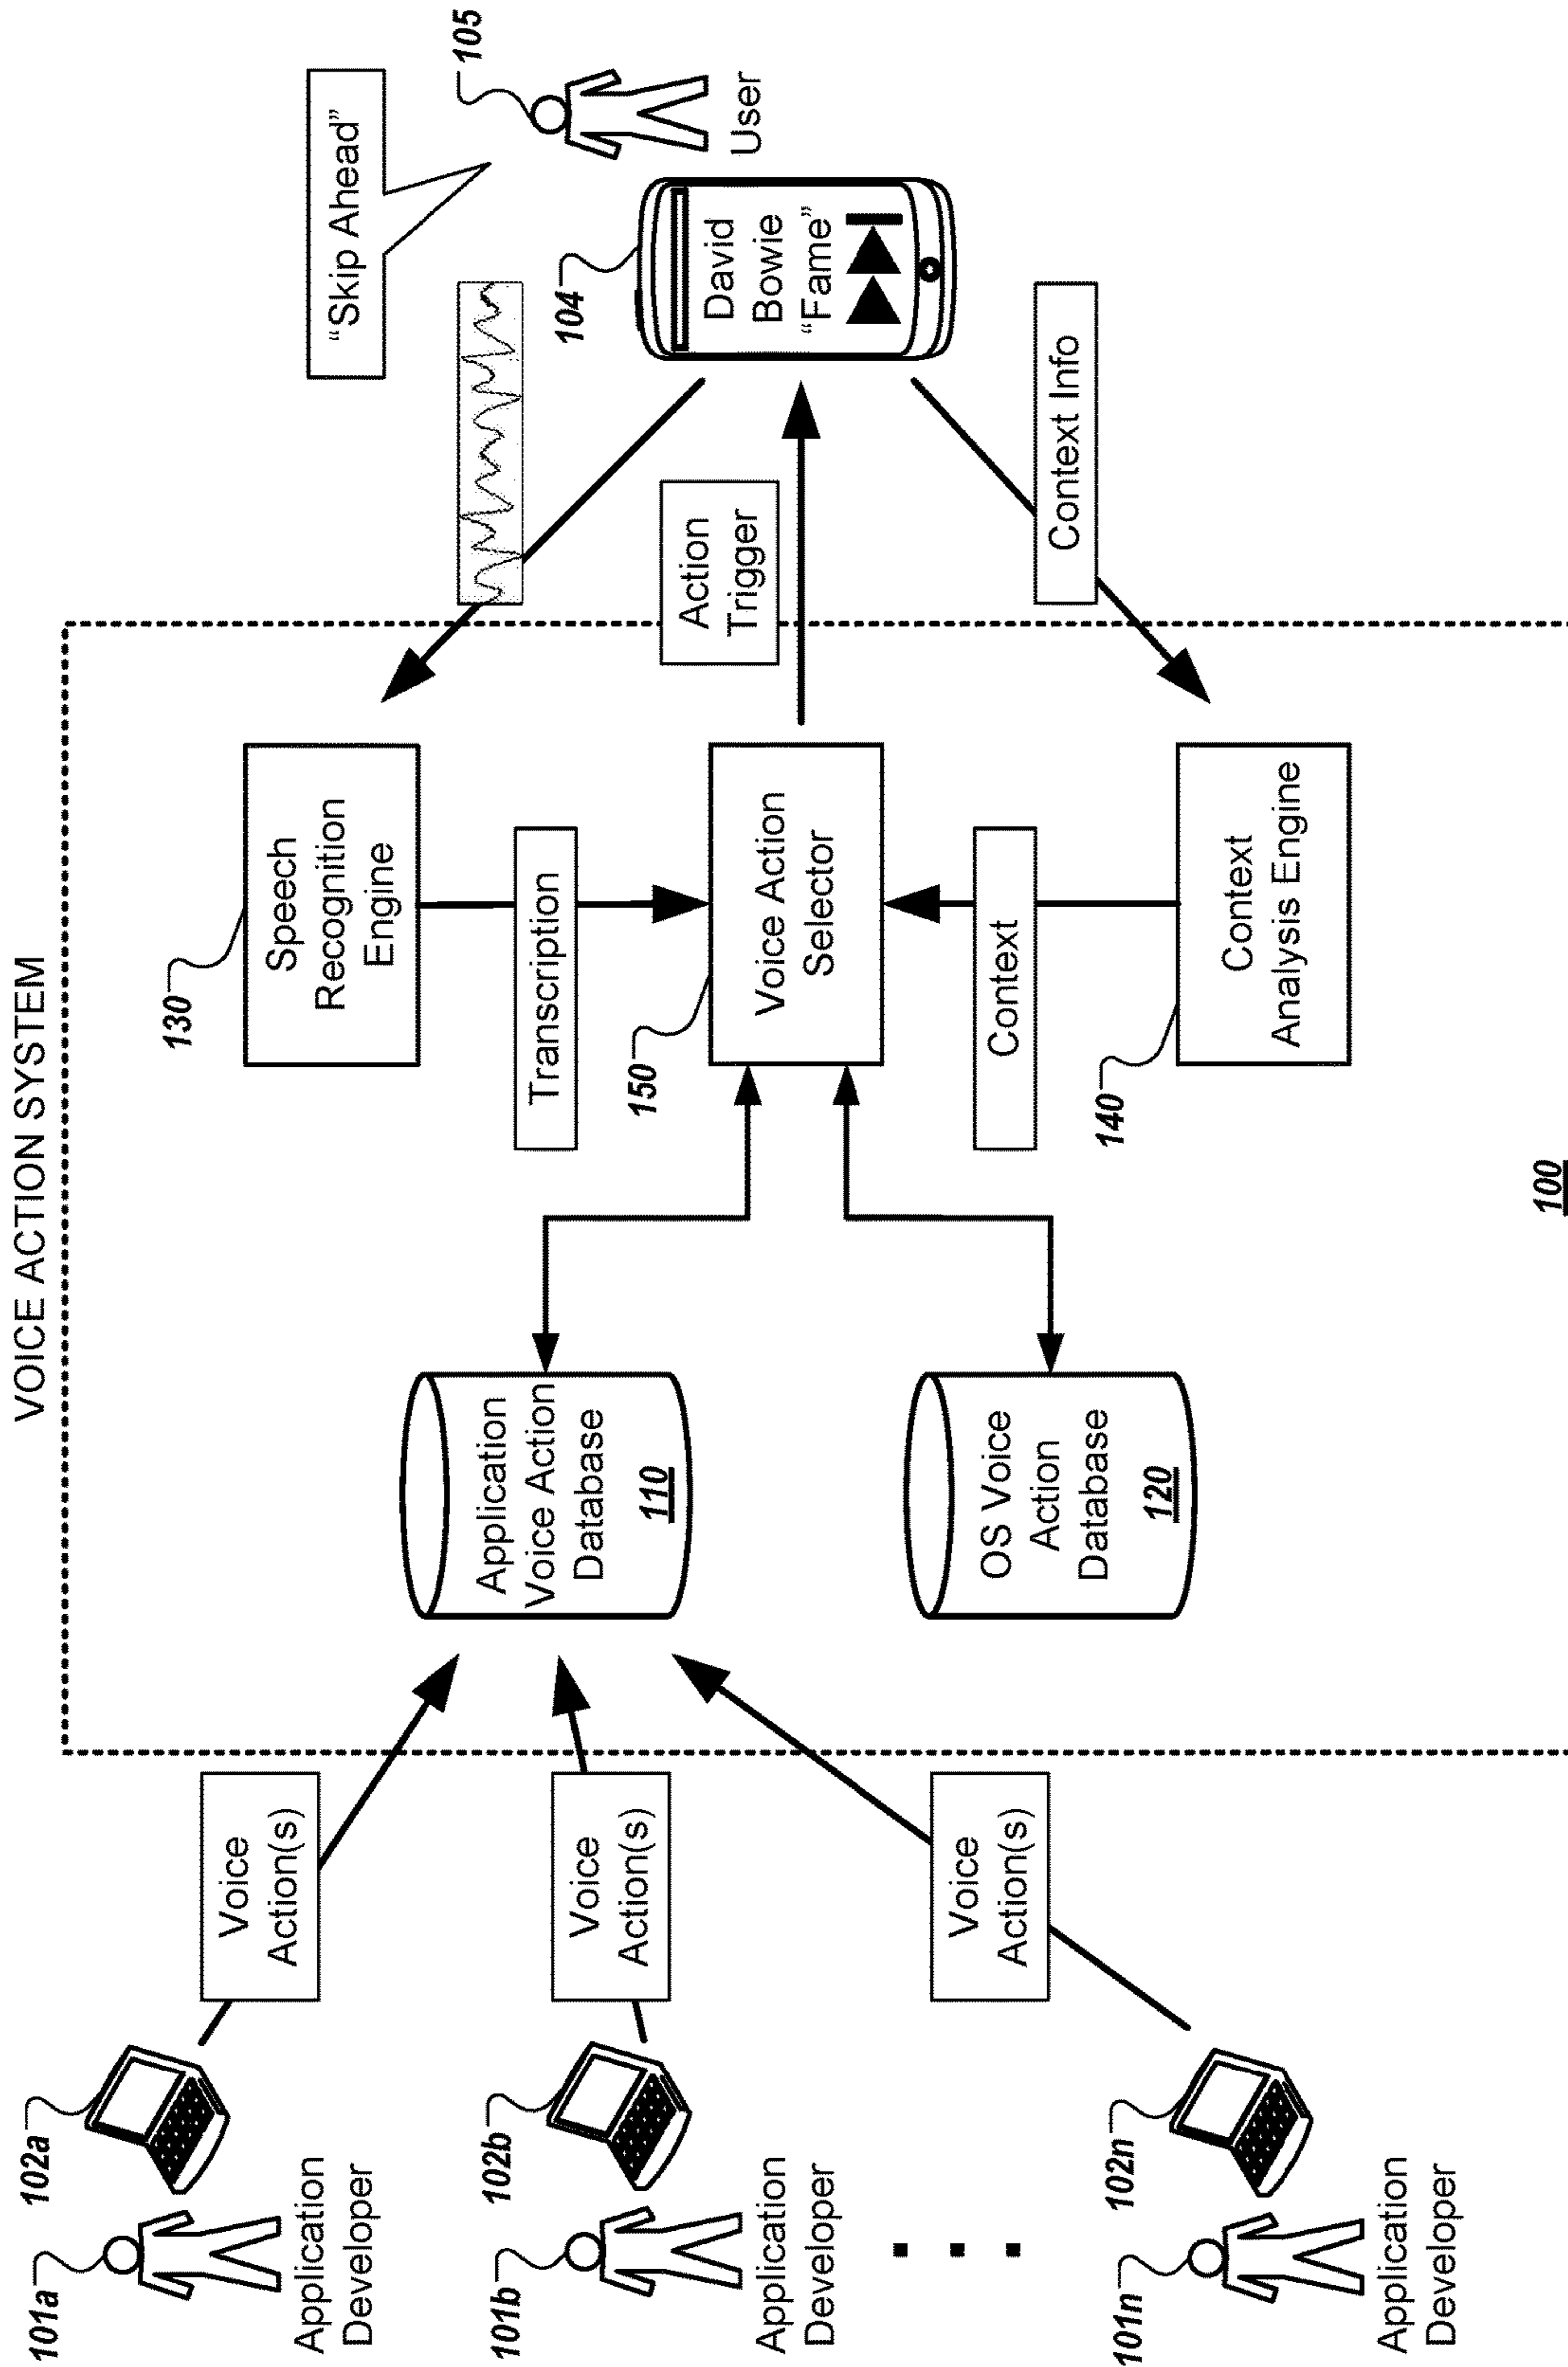 VOICE ACTION SYSTEM
101a
102a
Application
Developer
Voice
Action(s)
101b
102b
Application
Developer
Voice
Action(s)
101n
102n
Application
Developer
Voice
Action(s)
Application
Voice Action
Database
110
OS Voice
Action
Database
120
130
Speech
Recognition
Engine
Transcription
150
Voice Action
Selector
Context
140
Context
Analysis Engine
100
Action
Trigger
Context Info
“Skip Ahead”
104
David
Bowie
“Fame”
105
User